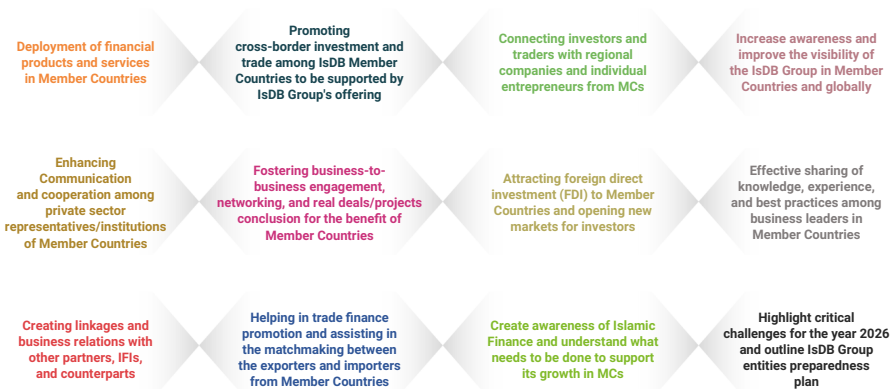 Deployment of financial
products and services
in Member Countries
Promoting
cross-border investment and
trade among IsDB Member
Countries to be supported by
IsDB Group's offering
Connecting investors and
traders with regional
companies and individual
entrepreneurs from MCs
Increase awareness and
improve the visibility of
the IsDB Group in Member
Countries and globally
Enhancing
Communication
and cooperation among
private sector
representatives/institutions
of Member Countries
Fostering business-to-
business engagement,
networking, and real deals/projects
conclusion for the benefit of
Member Countries
Attracting foreign direct
investment (FDI) to Member
Countries and opening new
markets for investors
Effective sharing of
knowledge, experience,
and best practices among
business leaders in
Member Countries
Creating linkages and
business relations with
other partners, IFIs,
and counterparts
Helping in trade finance
promotion and assisting in
the matchmaking between
the exporters and importers
from Member Countries
Create awareness of Islamic
Finance and understand what
needs to be done to support
its growth in MCs
Highlight critical
challenges for the year 2026
and outline IsDB Group
entities preparedness
plan